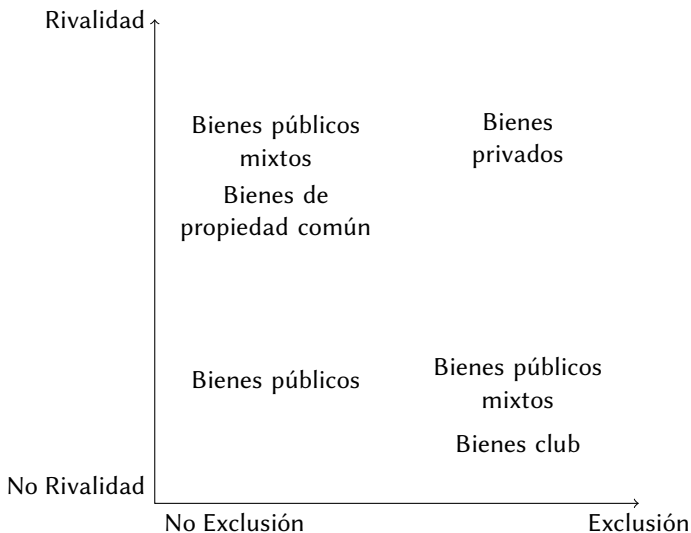 Rivalidad
Bienes públicos
mixtos
Bienes de
propiedad común
Bienes
privados
Bienes públicos
Bienes públicos
mixtos
Bienes club
No Rivalidad
No Exclusión
Exclusión